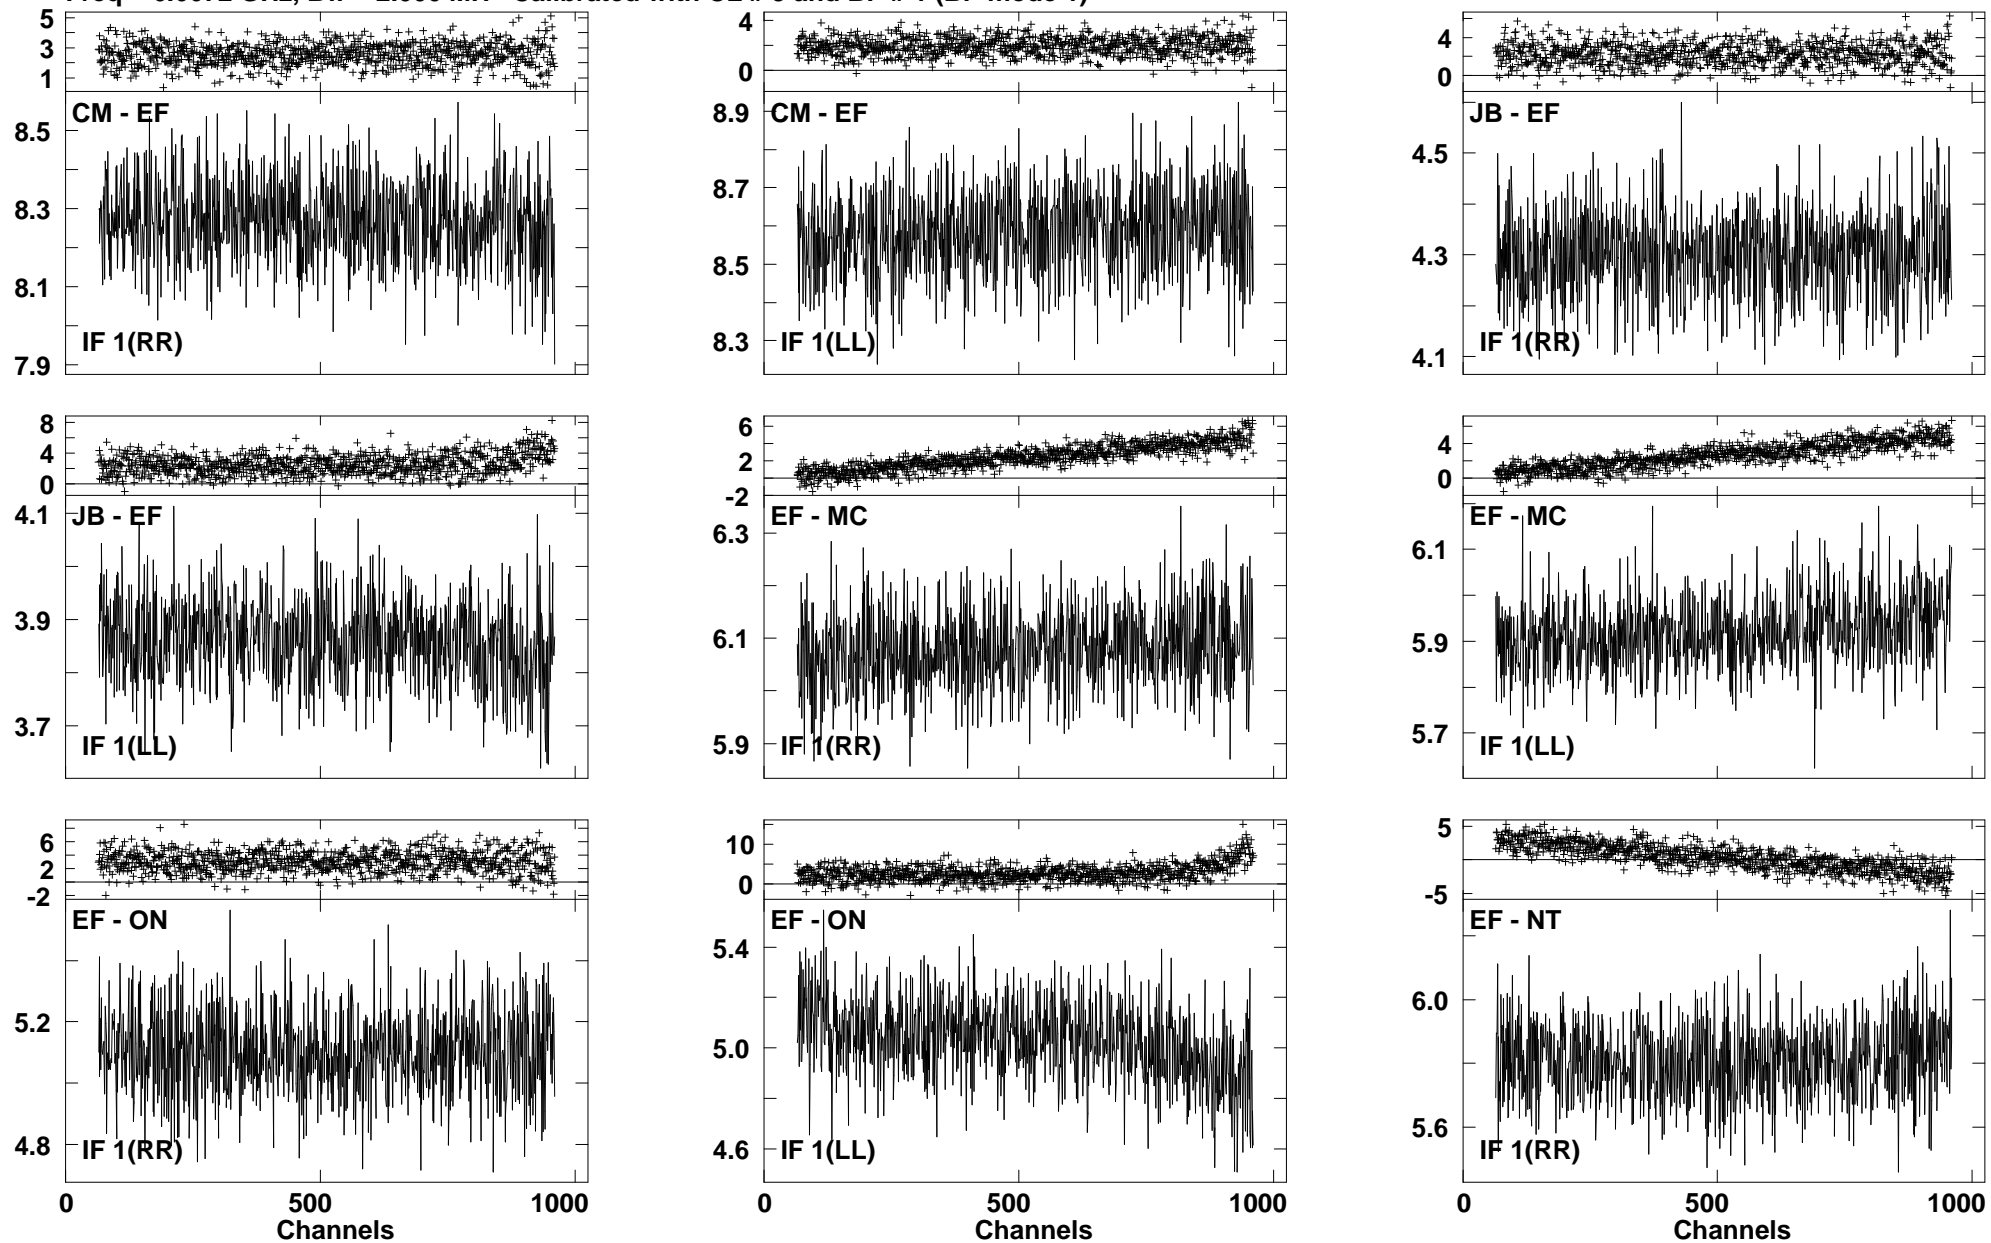 5
3
1
CM - EF
8.5
8.3
8.1
7.9
IF 1(RR)
4
0
CM - EF
8.9
8.7
8.5
8.3
IF 1(LL)
4
0
JB - EF
4.5
4.3
4.1
IF 1(RR)
8
4
0
JB - EF
4.1
3.9
3.7
IF 1(LL)
6
2
-2
EF - MC
6.3
6.1
5.9
IF 1(RR)
4
0
EF - MC
6.1
5.9
5.7
IF 1(LL)
6
2
-2
EF - ON
5.2
4.8
IF 1(RR)
0 500 1000
Channels
10
0
EF - ON
5.4
5.0
4.6
IF 1(LL)
0 500 1000
Channels
5
-5
EF - NT
6.0
5.6
IF 1(RR)
0 500 1000
Channels